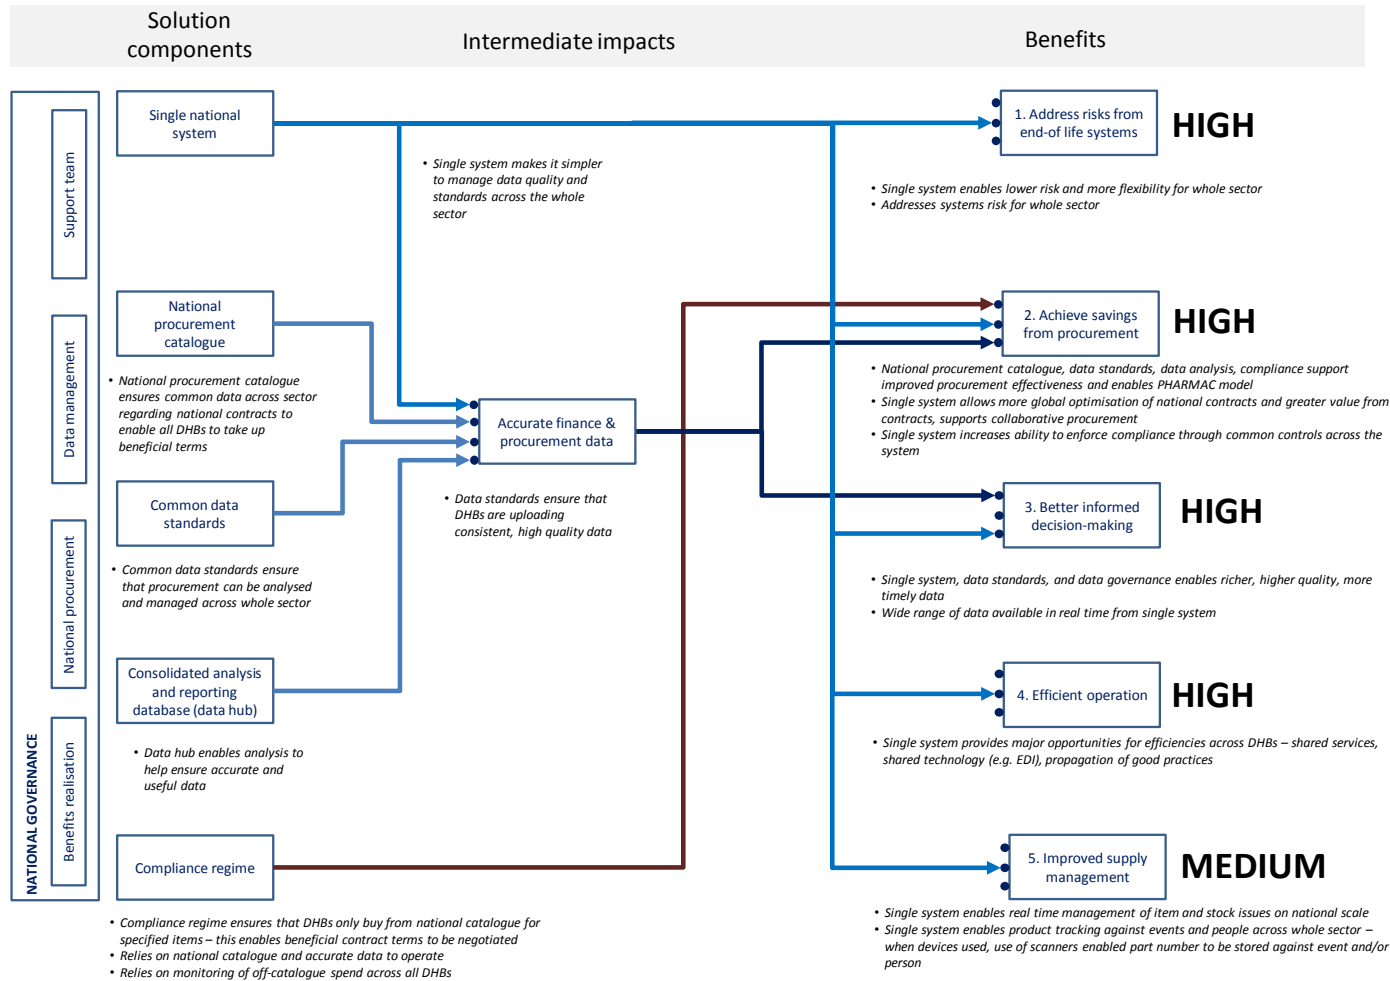 Solution
components
Intermediate impacts
Benefits
NATIONAL GOVERNANCE
Support team
Data management
National procurement
Benefits realisation
Single national
system
National
procurement
catalogue
• National procurement catalogue
ensures common data across sector
regarding national contracts to
enable all DHBs to take up
beneficial terms
Common data
standards
• Common data standards ensure
that procurement can be analysed
and managed across whole sector
Consolidated analysis
and reporting
database (data hub)
• Data hub enables analysis to
help ensure accurate and
useful data
Compliance regime
• Compliance regime ensures that DHBs only buy from national catalogue for
specified items – this enables beneficial contract terms to be negotiated
• Relies on national catalogue and accurate data to operate
• Relies on monitoring of off-catalogue spend across all DHBs
• Single system makes it simpler
to manage data quality and
standards across the whole
sector
Accurate finance &
procurement data
• Data standards ensure that
DHBs are uploading
consistent, high quality data
1. Address risks from
end-of life systems
HIGH
• Single system enables lower risk and more flexibility for whole sector
• Addresses systems risk for whole sector
2. Achieve savings
from procurement
HIGH
• National procurement catalogue, data standards, data analysis, compliance support
improved procurement effectiveness and enables PHARMAC model
• Single system allows more global optimisation of national contracts and greater value from
contracts, supports collaborative procurement
• Single system increases ability to enforce compliance through common controls across the
system
3. Better informed
decision-making
HIGH
• Single system, data standards, and data governance enables richer, higher quality, more
timely data
• Wide range of data available in real time from single system
4. Efficient operation
HIGH
• Single system provides major opportunities for efficiencies across DHBs – shared services,
shared technology (e.g. EDI), propagation of good practices
5. Improved supply
management
MEDIUM
• Single system enables real time management of item and stock issues on national scale
• Single system enables product tracking against events and people across whole sector –
when devices used, use of scanners enabled part number to be stored against event and/or
person